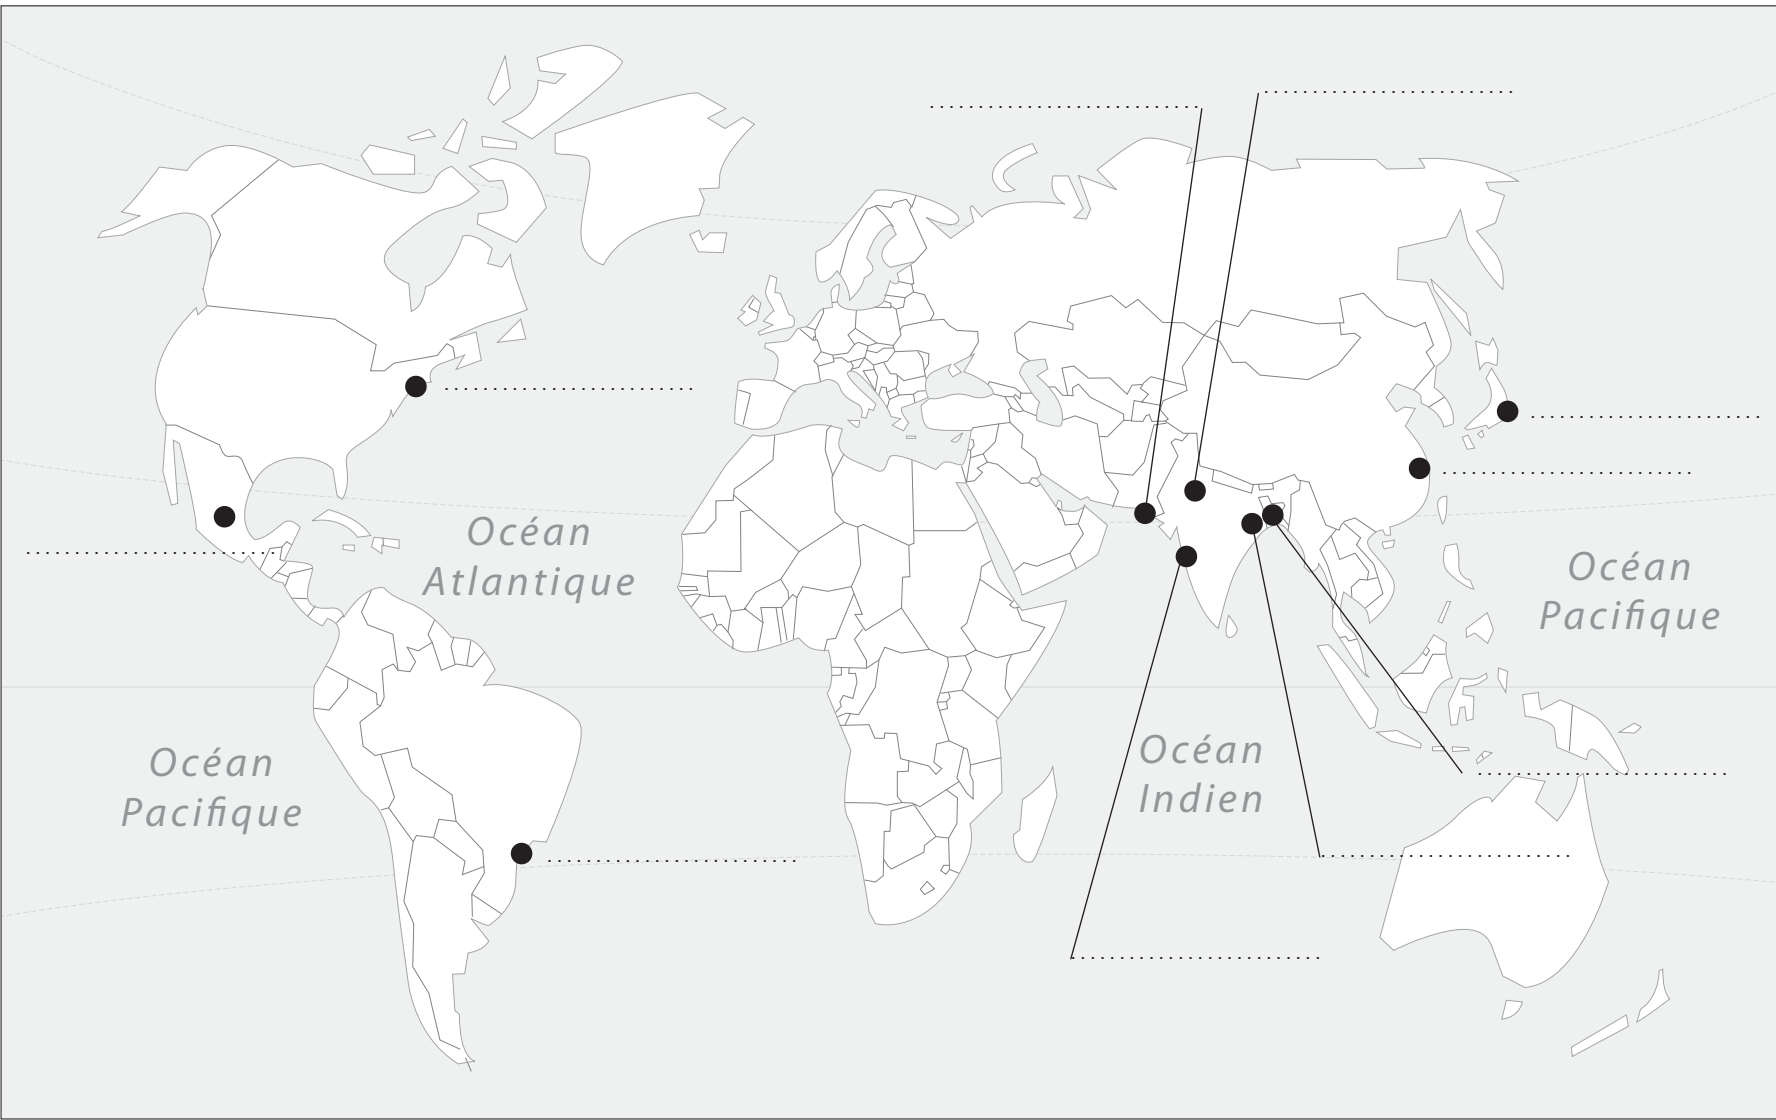 Océan
Atlantique
Océan
Pacifique
Océan
Pacifique
Océan
Indien